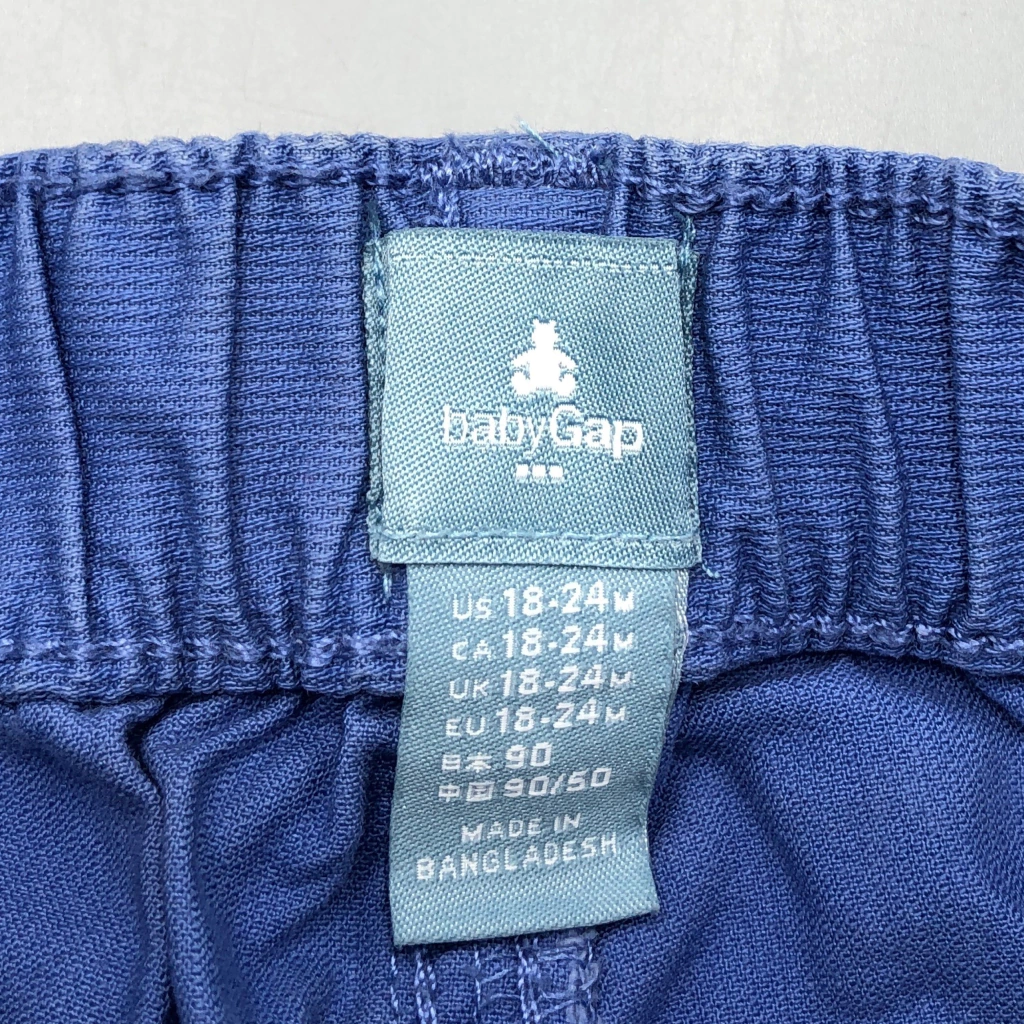 babyGap
US 18-24M
CA 18-24M
UK 18-24M
EU 18-24M
日本 90
中国 90/50
MADE IN
BANGLADESH